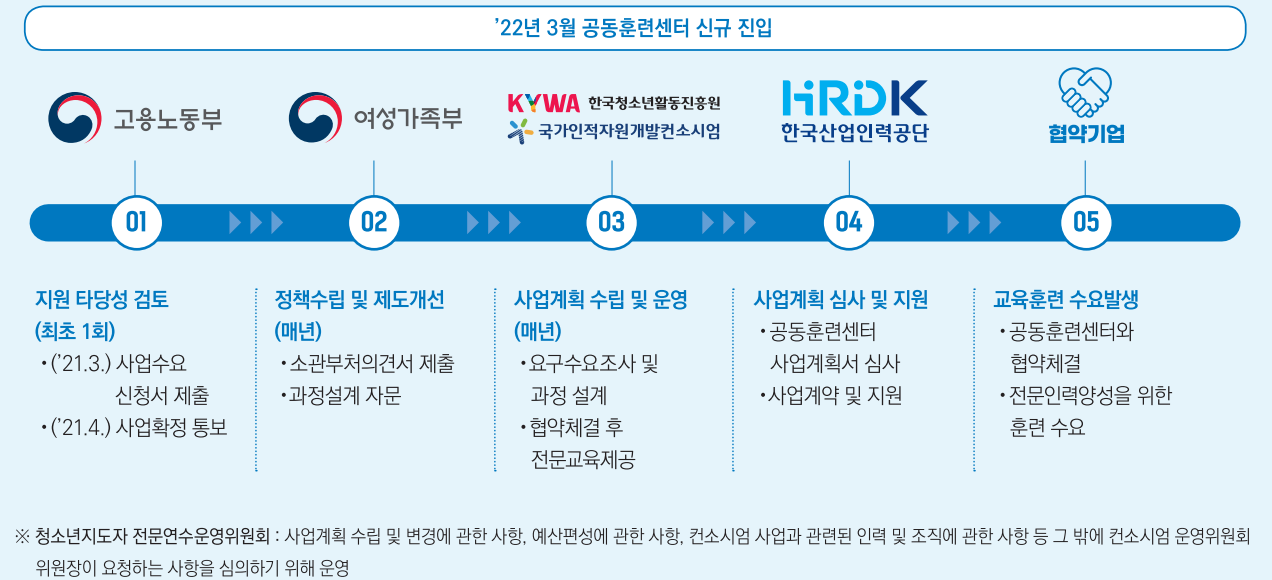 ’22년 3월 공동훈련센터 신규 진입
고용노동부
여성가족부
KYWA 한국청소년활동진흥원
국가인적자원개발컨소시엄
HRDK
한국산업인력공단
협약기업
01
02
03
04
05
지원 타당성 검토
(최초 1회)
•(’21.3.) 사업수요
신청서 제출
•(’21.4.) 사업확정 통보
정책수립 및 제도개선
(매년)
•소관부처의견서 제출
•과정설계 자문
사업계획 수립 및 운영
(매년)
•요구수요조사 및
과정 설계
•협약체결 후
전문교육제공
사업계획 심사 및 지원
•공동훈련센터
사업계획서 심사
•사업계약 및 지원
교육훈련 수요발생
•공동훈련센터와
협약체결
•전문인력양성을 위한
훈련 수요
※ 청소년지도자 전문연수운영위원회 : 사업계획 수립 및 변경에 관한 사항, 예산편성에 관한 사항, 컨소시엄 사업과 관련된 인력 및 조직에 관한 사항 등 그 밖에 컨소시엄 운영위원회
위원장이 요청하는 사항을 심의하기 위해 운영